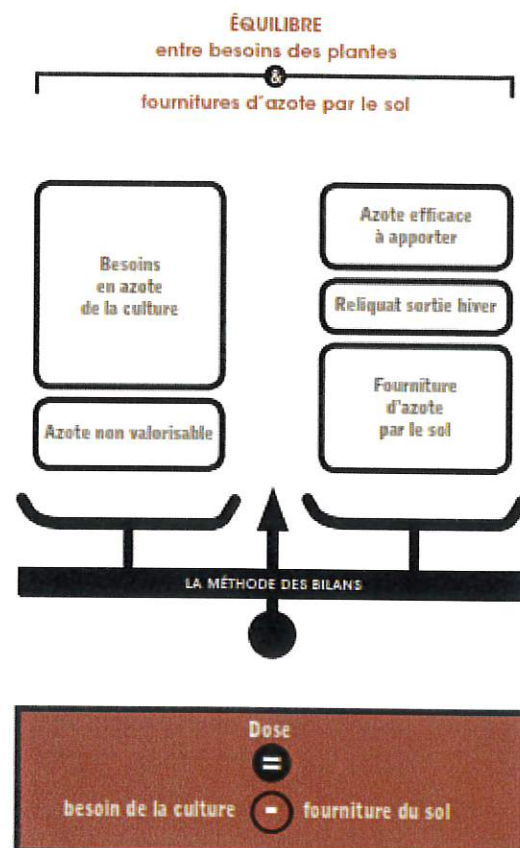 ÉQUILIBRE
entre besoins des plantes
&
fournitures d'azote par le sol
Besoins
en azote
de la culture
Azote non valorisable
Azote efficace
à apporter
Reliquat sortie hiver
Fourniture
d'azote
par le sol
LA MÉTHODE DES BILANS
Dose
=
besoin de la culture - fourniture du sol